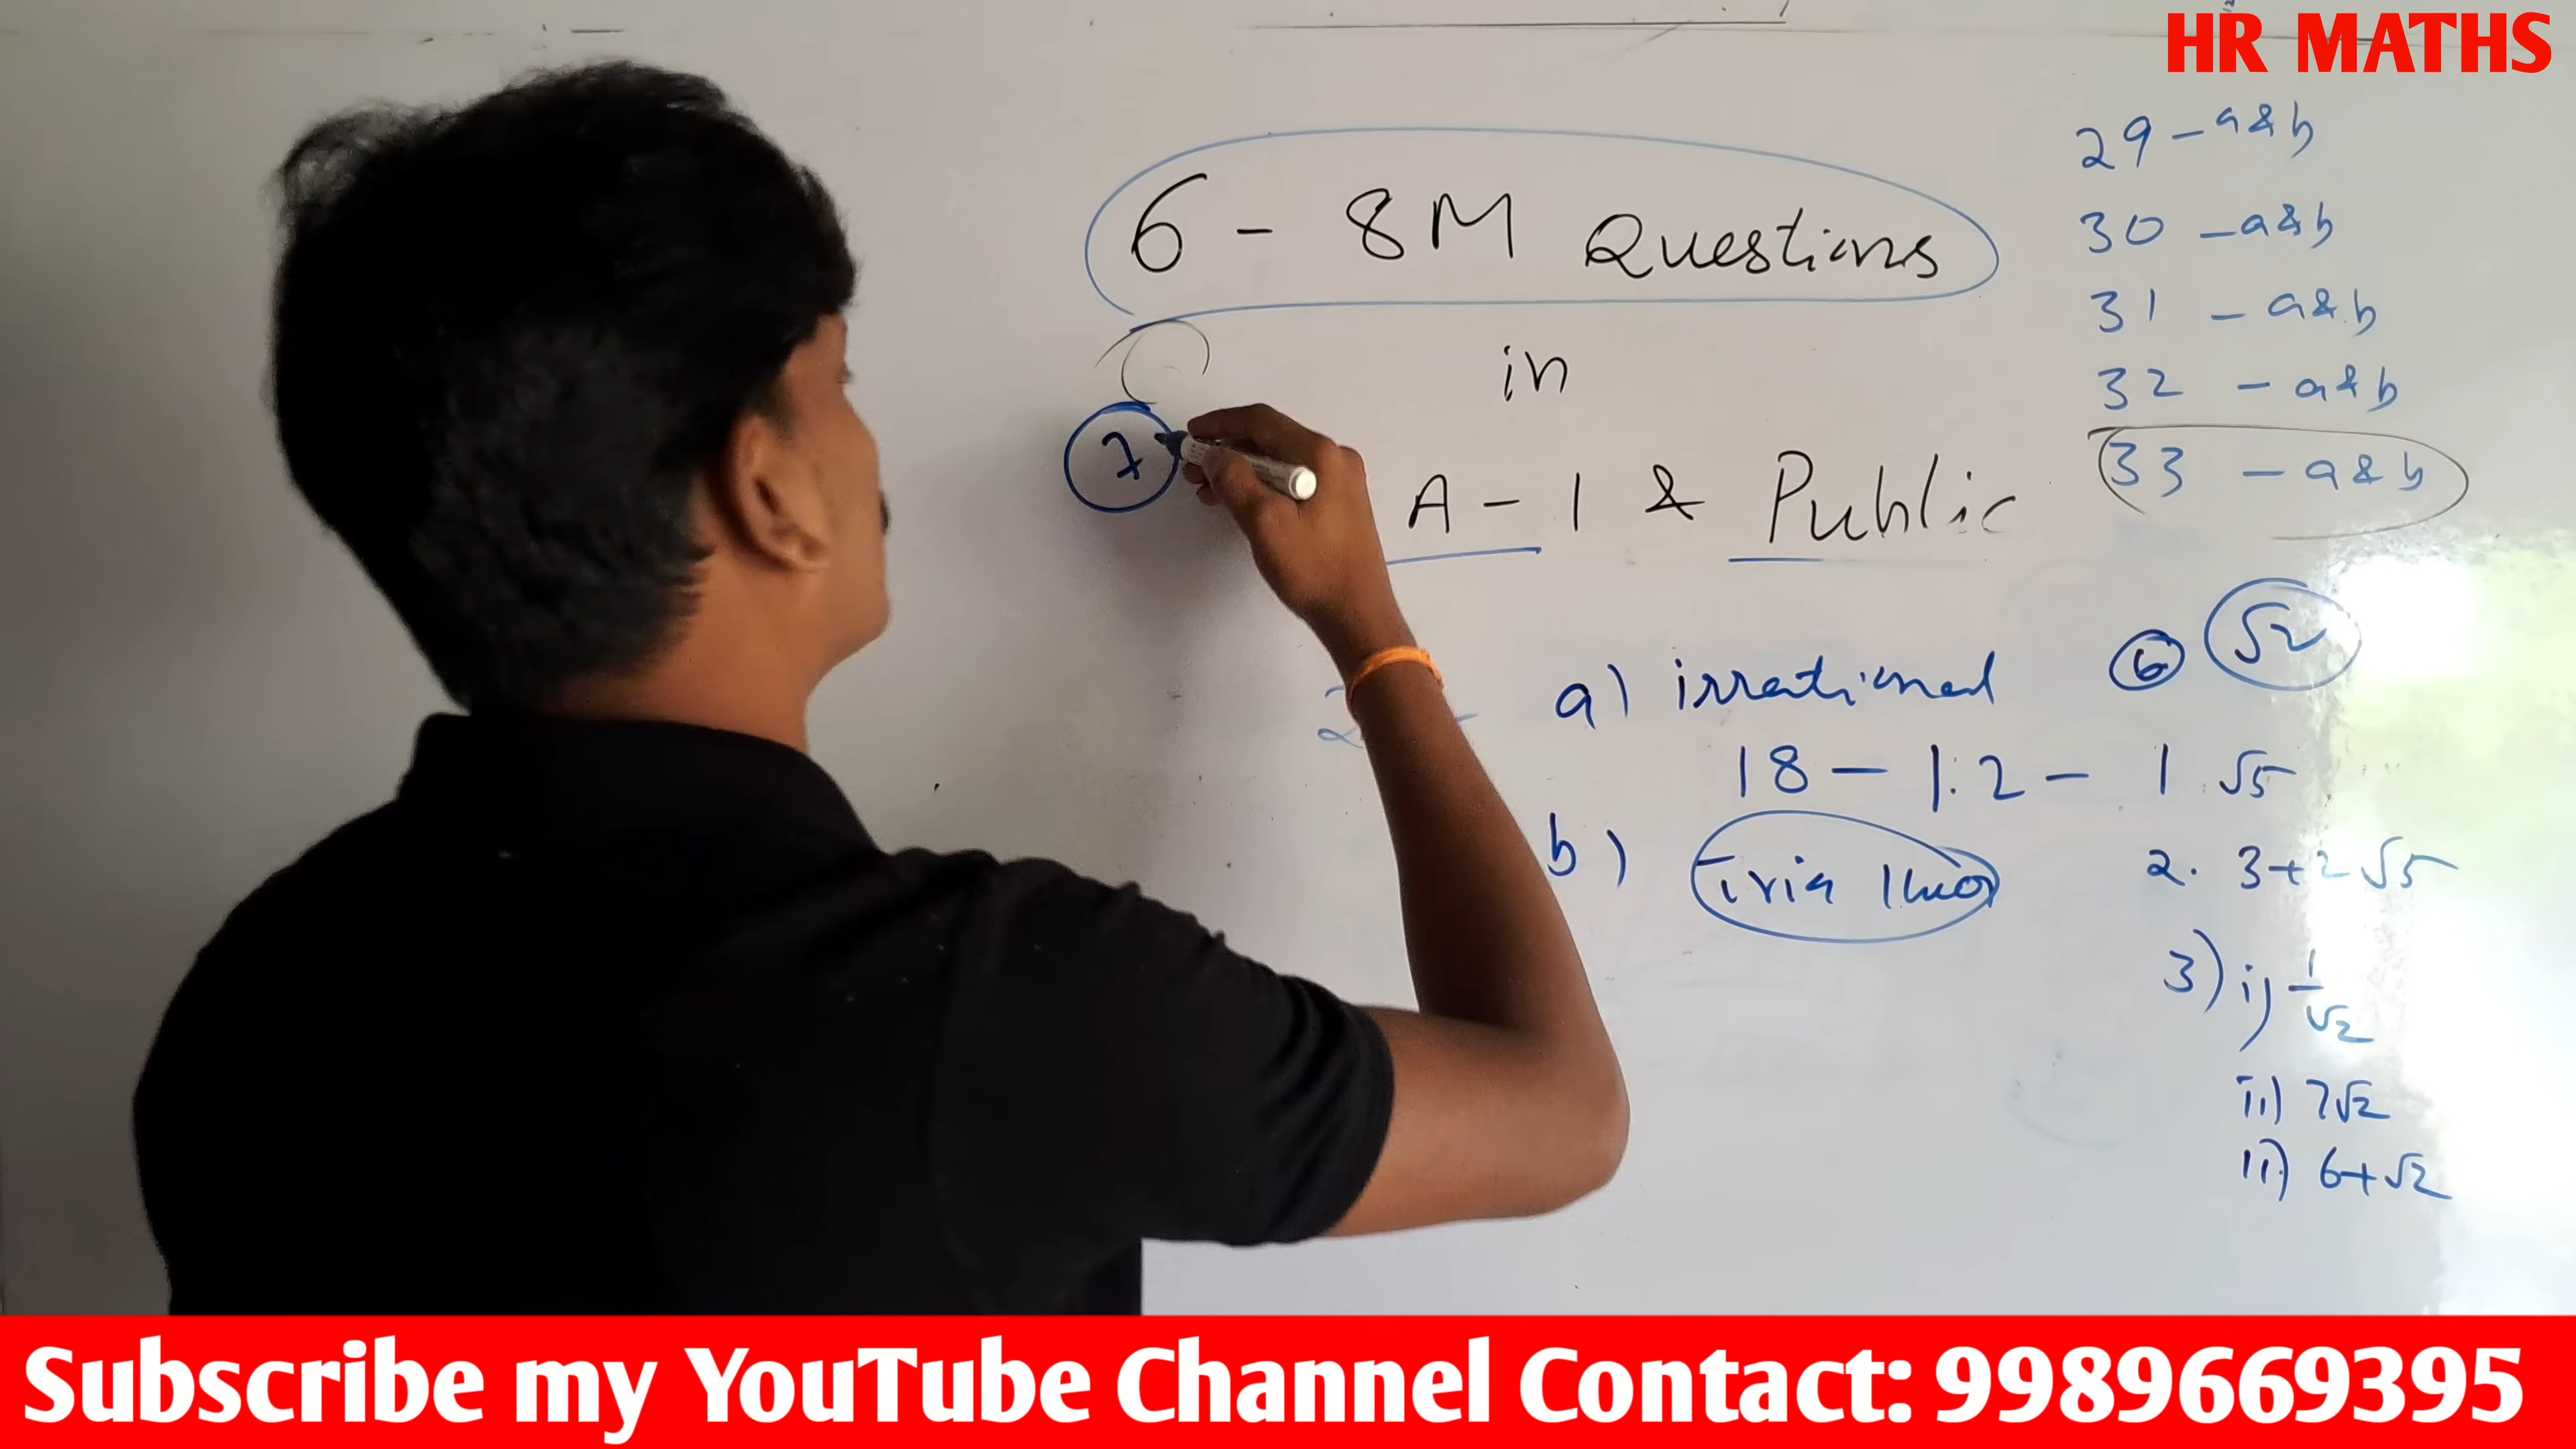 HR MATHS
6 - 8M Questions
in
A - 1 & Public
7
29 - a & b
30 - a & b
31 - a & b
32 - a & b
33 - a & b
a) irrational
6 √2
18 - 1.2 - 1 √5
b)
2. 3+2√5
3) i) 1/√2
ii) 7√2
ii) 6+√2
Subscribe my YouTube Channel Contact: 9989669395